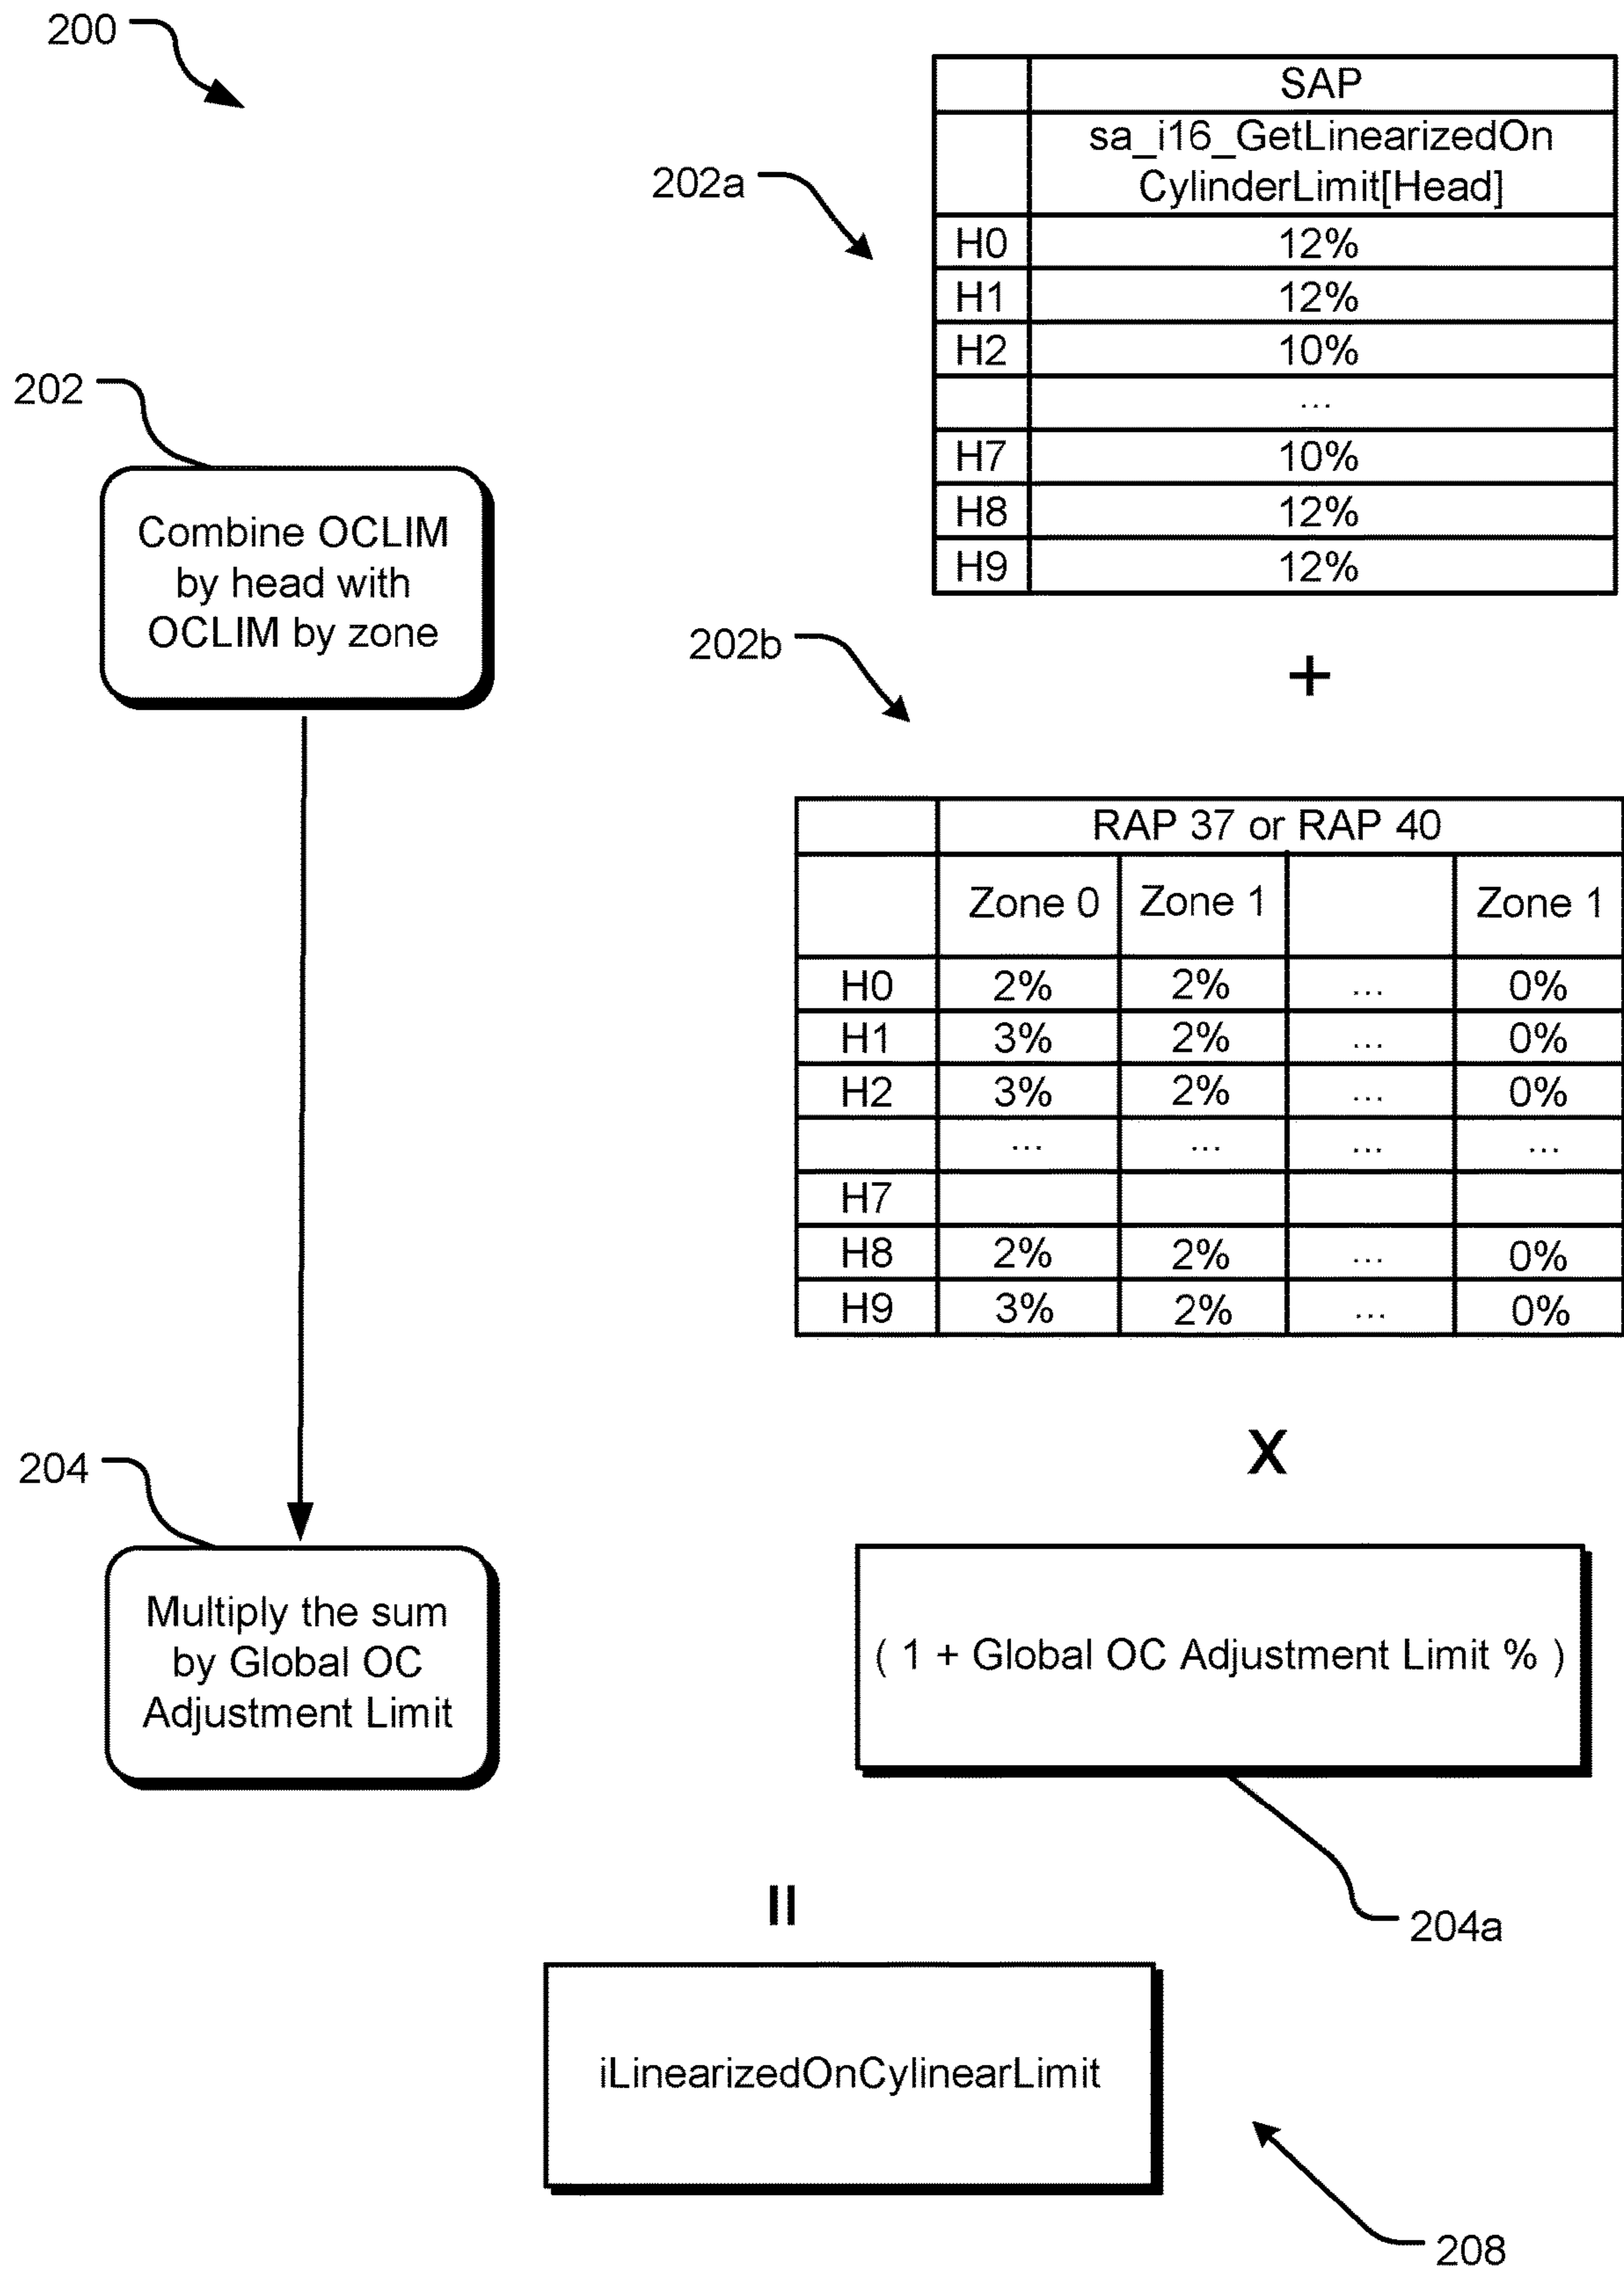 200
SAP
sa_i16_GetLinearizedOn
CylinderLimit[Head]
202a
H0 12%
H1 12%
H2 10%
...
H7 10%
H8 12%
H9 12%
202
Combine OCLIM
by head with
OCLIM by zone
202b
+
RAP 37 or RAP 40
Zone 0 Zone 1 Zone 1
H0 2% 2% ... 0%
H1 3% 2% ... 0%
H2 3% 2% ... 0%
... ... ... ...
H7
H8 2% 2% ... 0%
H9 3% 2% ... 0%
X
204
Multiply the sum
by Global OC
Adjustment Limit
( 1 + Global OC Adjustment Limit % )
204a
=
iLinearizedOnCylinearLimit
208